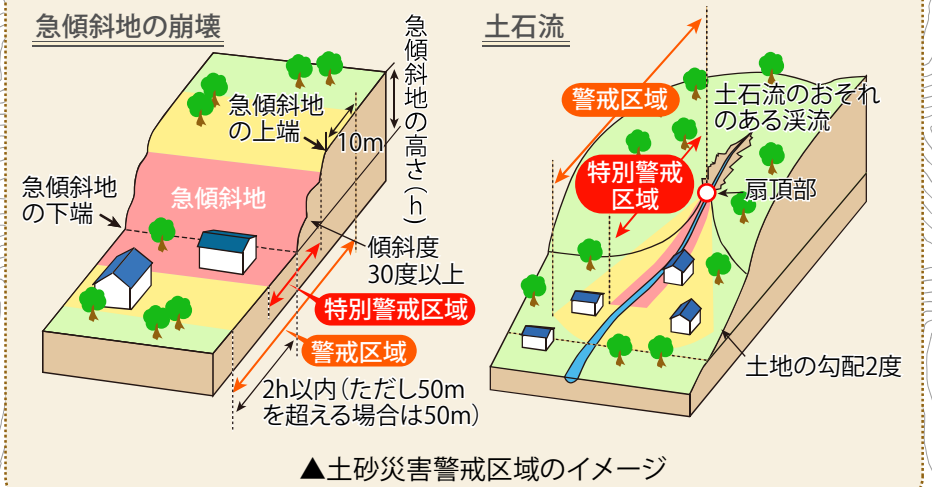 急傾斜地の崩壊
急傾斜地
の上端
10m
急傾斜地の高さ(h)
急傾斜地
の下端
急傾斜地
傾斜度
30度以上
特別警戒区域
警戒区域
2h以内(ただし50m
を超える場合は50m)
土石流
警戒区域
土石流のおそれ
のある渓流
特別警戒
区域
扇頂部
土地の勾配2度
▲土砂災害警戒区域のイメージ